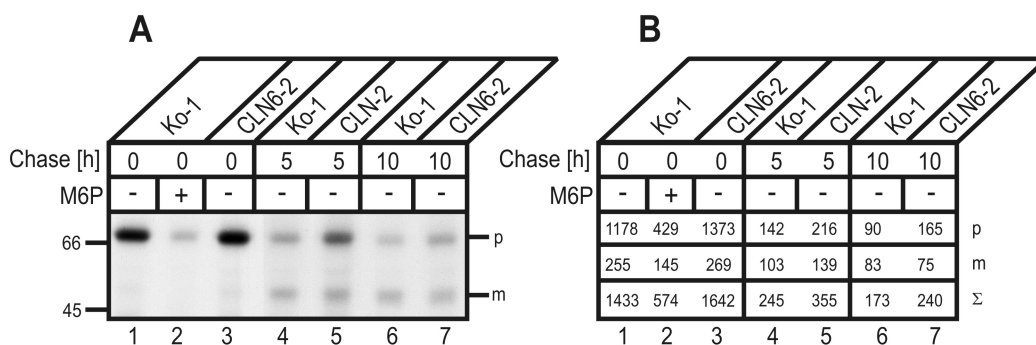 A
Ko-1 CLN6-2 Ko-1 CLN-2 Ko-1 CLN6-2
Chase [h] 0 0 0 5 5 10 10
M6P - + - - - - -
66 p
45 m
1 2 3 4 5 6 7
B
Ko-1 CLN6-2 Ko-1 CLN6-2 Ko-1 CLN6-2
Chase [h] 0 0 0 5 5 10 10
M6P - + - - - - -
1178 429 1373 142 216 90 165 p
255 145 269 103 139 83 75 m
1433 574 1642 245 355 173 240 Σ
1 2 3 4 5 6 7